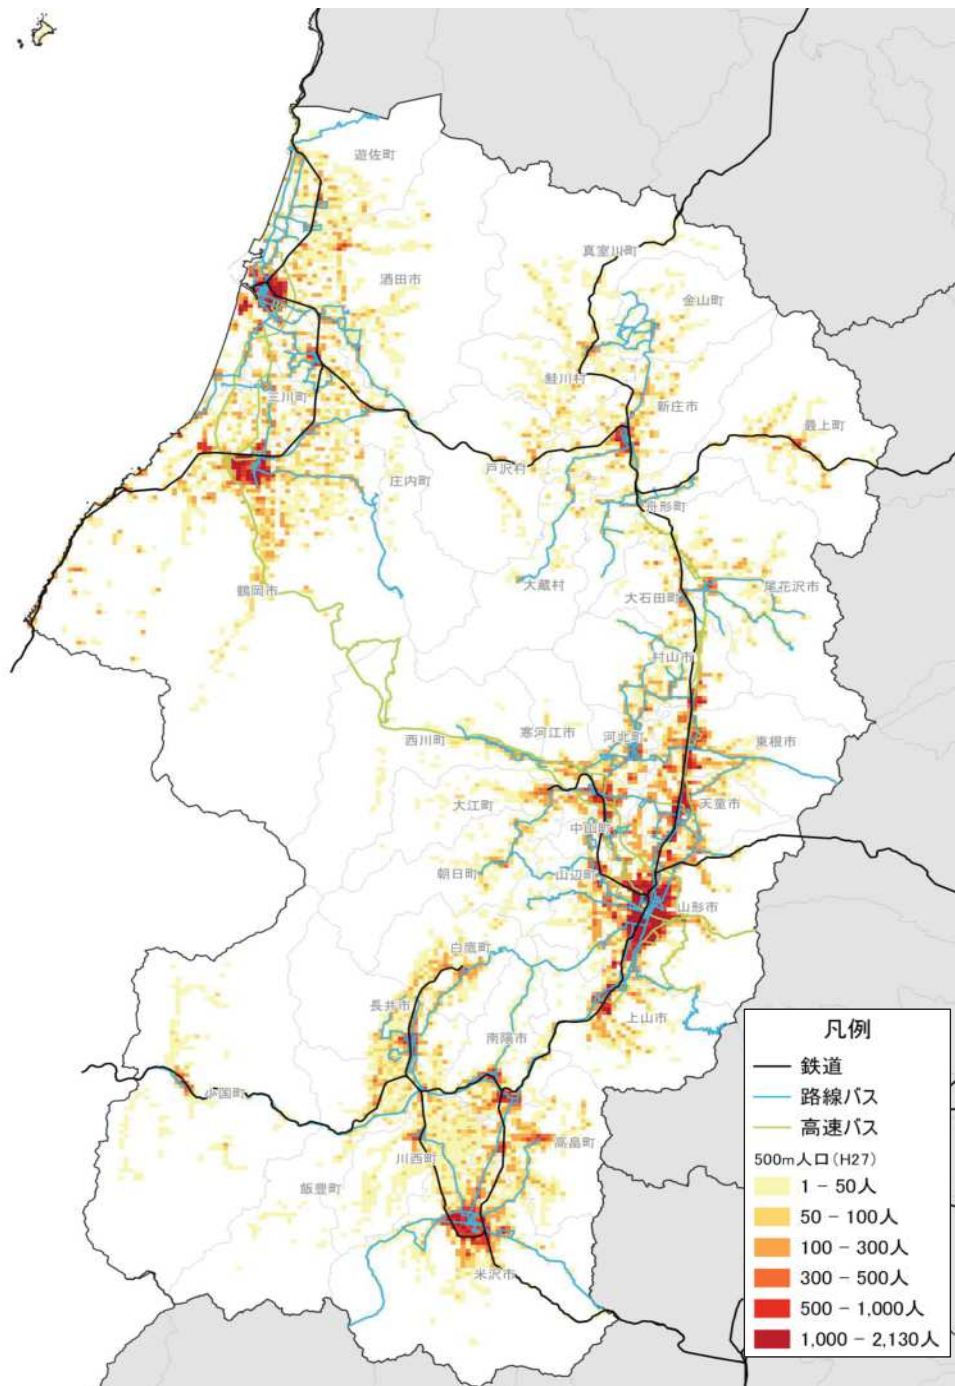 遊佐町
真室川町
酒田市
金山町
鮭川村
三川町
新庄市
最上町
戸沢村
庄内町
舟形町
大蔵村
尾花沢市
鶴岡市
大石田町
村山市
寒河江市
河北町
西川町
東根市
大江町
天童市
中山町
朝日町
山辺町
山形市
白鷹町
長井市
上山市
南陽市
小国町
高畠町
川西町
飯豊町
米沢市
凡例
鉄道
路線バス
高速バス
500m人口(H27)
1 - 50人
50 - 100人
100 - 300人
300 - 500人
500 - 1,000人
1,000 - 2,130人